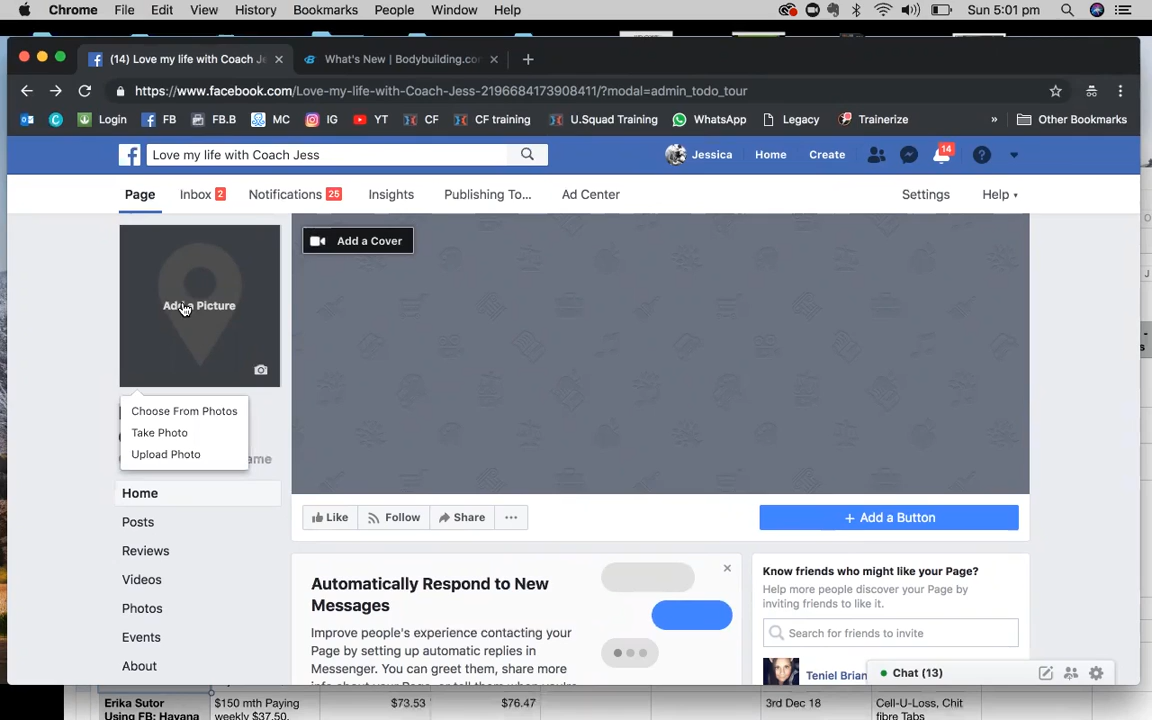 Chrome File Edit View History Bookmarks People Window Help Sun 5:01 pm
(14) Love my life with Coach Je What's New | Bodybuilding.co
https://www.facebook.com/Love-my-life-with-Coach-Jess-2196684173908411/?modal=admin_todo_tour
Login FB FB.B MC IG YT CF CF training U.Squad Training WhatsApp Legacy Trainerize » Other Bookmarks
Love my life with Coach Jess Jessica Home Create 14
Page Inbox 2 Notifications 25 Insights Publishing To... Ad Center Settings Help
Add a Cover
Add a Picture
Choose From Photos
Take Photo
Upload Photo
Home
Posts
Reviews
Videos
Photos
Events
About
Like Follow Share ... + Add a Button
Automatically Respond to New
Messages
Improve people's experience contacting
your Page by setting up automatic replies in
Messenger. You can greet them, share more
Know friends who might like your Page?
Help more people discover your Page by
inviting friends to like it.
Search for friends to invite
Teniel Brian
Chat (13)
Erika Sutor $150 mth Paying $73.53 $76.47 3rd Dec 18 Cell-U-Loss, Chit
Using FB: Havana weekly $37.50, fibre Tabs